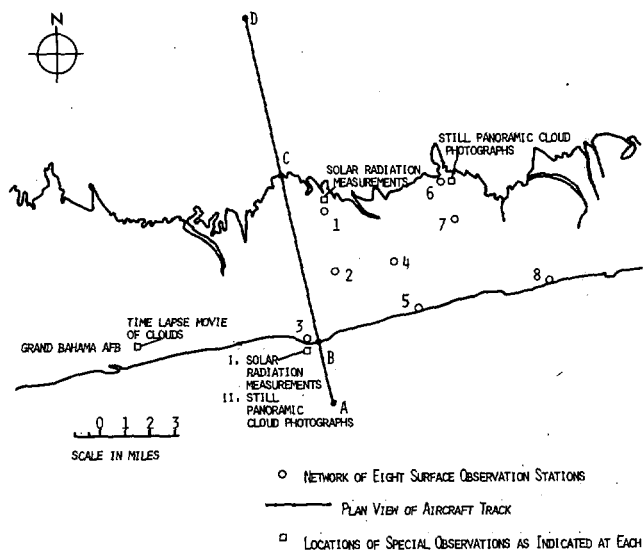 N
D
C
STILL PANORAMIC CLOUD
PHOTOGRAPHS
SOLAR RADIATION
MEASUREMENTS
6
1
7
2
4
8
5
3
TIME LAPSE MOVIE
OF CLOUDS
GRAND BAHAMA AFB
B
I. SOLAR
RADIATION
MEASUREMENTS
II. STILL
PANORAMIC
CLOUD PHOTOGRAPHS
A
0 1 2 3
SCALE IN MILES
NETWORK OF EIGHT SURFACE OBSERVATION STATIONS
PLAN VIEW OF AIRCRAFT TRACK
LOCATIONS OF SPECIAL OBSERVATIONS AS INDICATED AT EACH